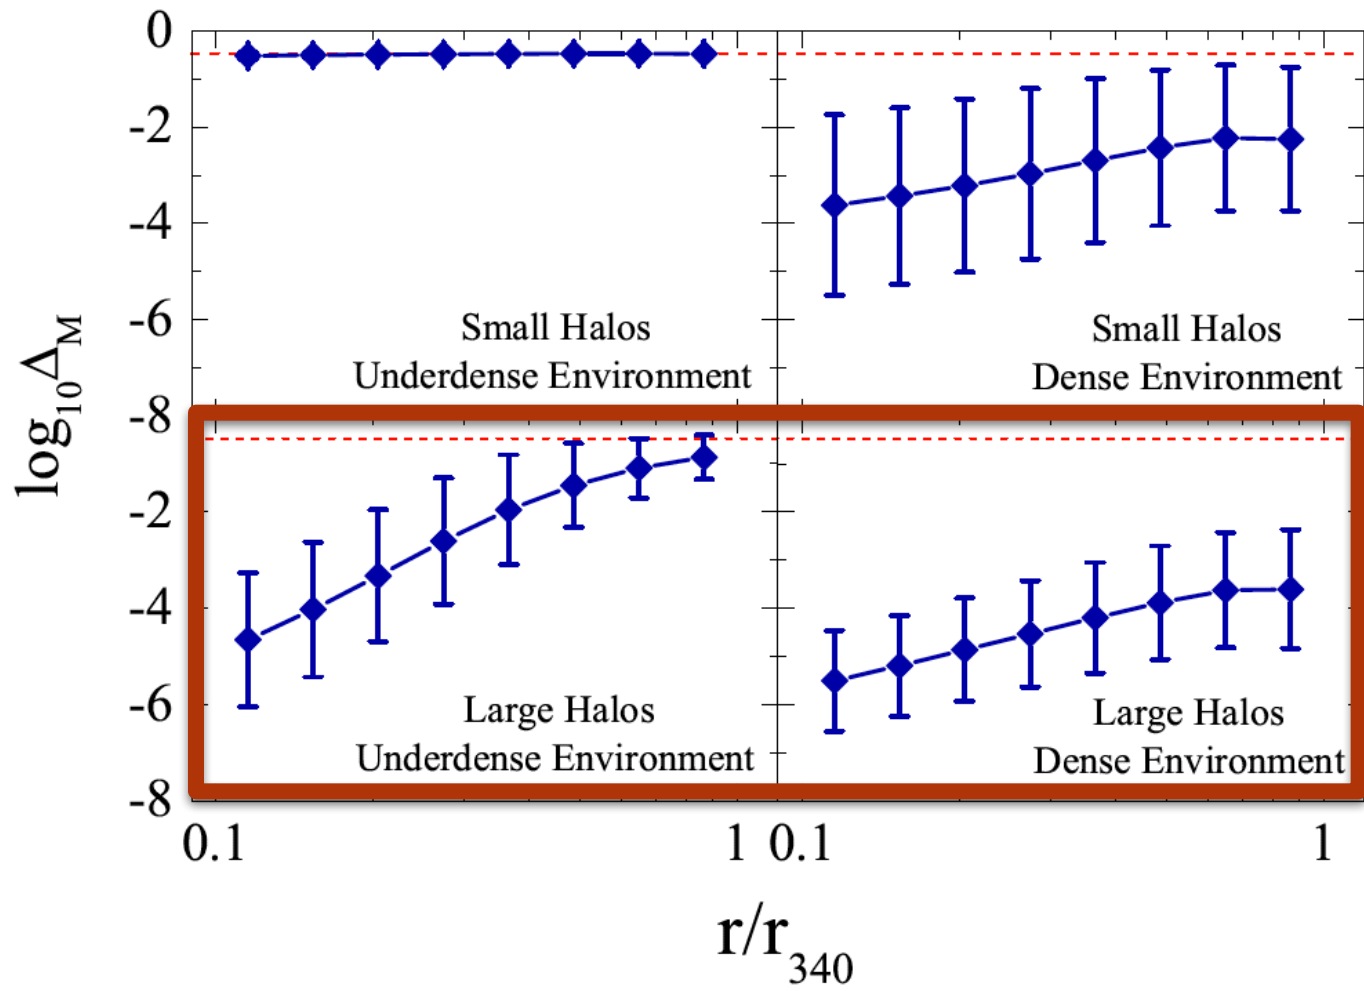 0
-2
-4
-6
-8
-2
-4
-6
-8
log₁₀Δ_M
Small Halos
Underdense Environment
Small Halos
Dense Environment
Large Halos
Underdense Environment
Large Halos
Dense Environment
0.1
1
0.1
1
r/r₃₄₀